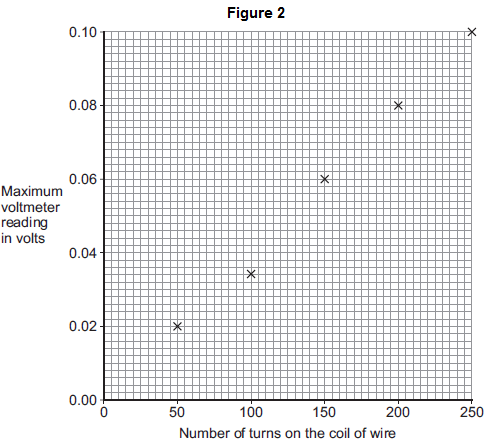 Figure 2
0.10
0.08
0.06
Maximum
voltmeter
reading
in volts
0.04
0.02
0.00
0 50 100 150 200 250
Number of turns on the coil of wire